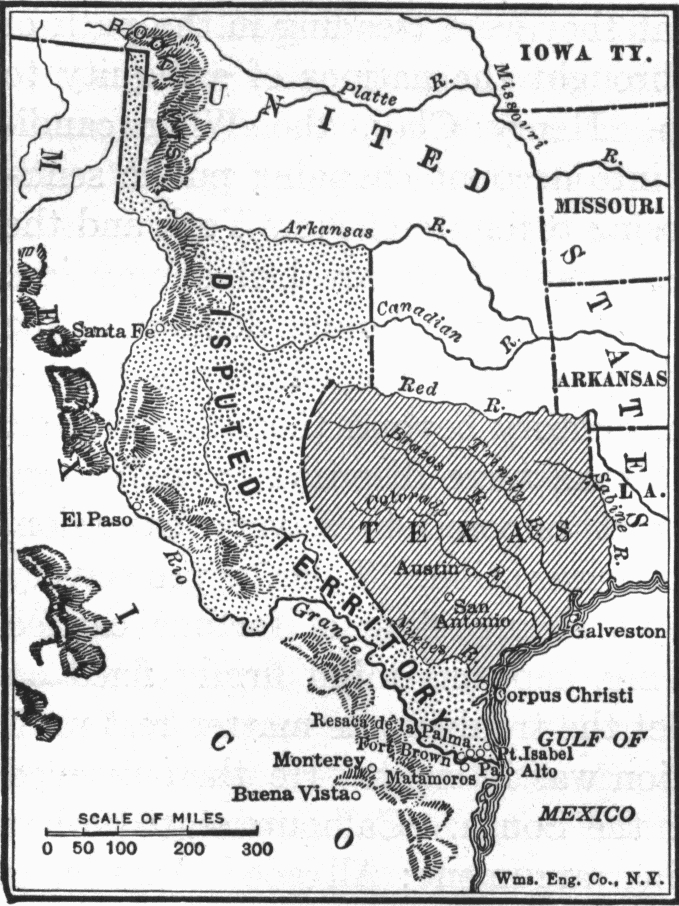 ROCKY MTS.
IOWA TY.
UNITED STATES
Platte R.
Missouri
R.
MISSOURI
Arkansas R.
MEXICO
DISPUTED TERRITORY
Santa Fe
Canadian R.
ARKANSAS
Red R.
Brazos R.
Trinity R.
Sabine R.
LA.
Colorado R.
TEXAS
El Paso
Rio Grande
Austin
San Antonio
Nueces R.
Galveston
Corpus Christi
Resaca de la Palma
Fort Brown
Pt. Isabel
GULF OF MEXICO
Monterey
Matamoros
Palo Alto
Buena Vista
SCALE OF MILES
0 50 100 200 300
Wms. Eng. Co., N.Y.